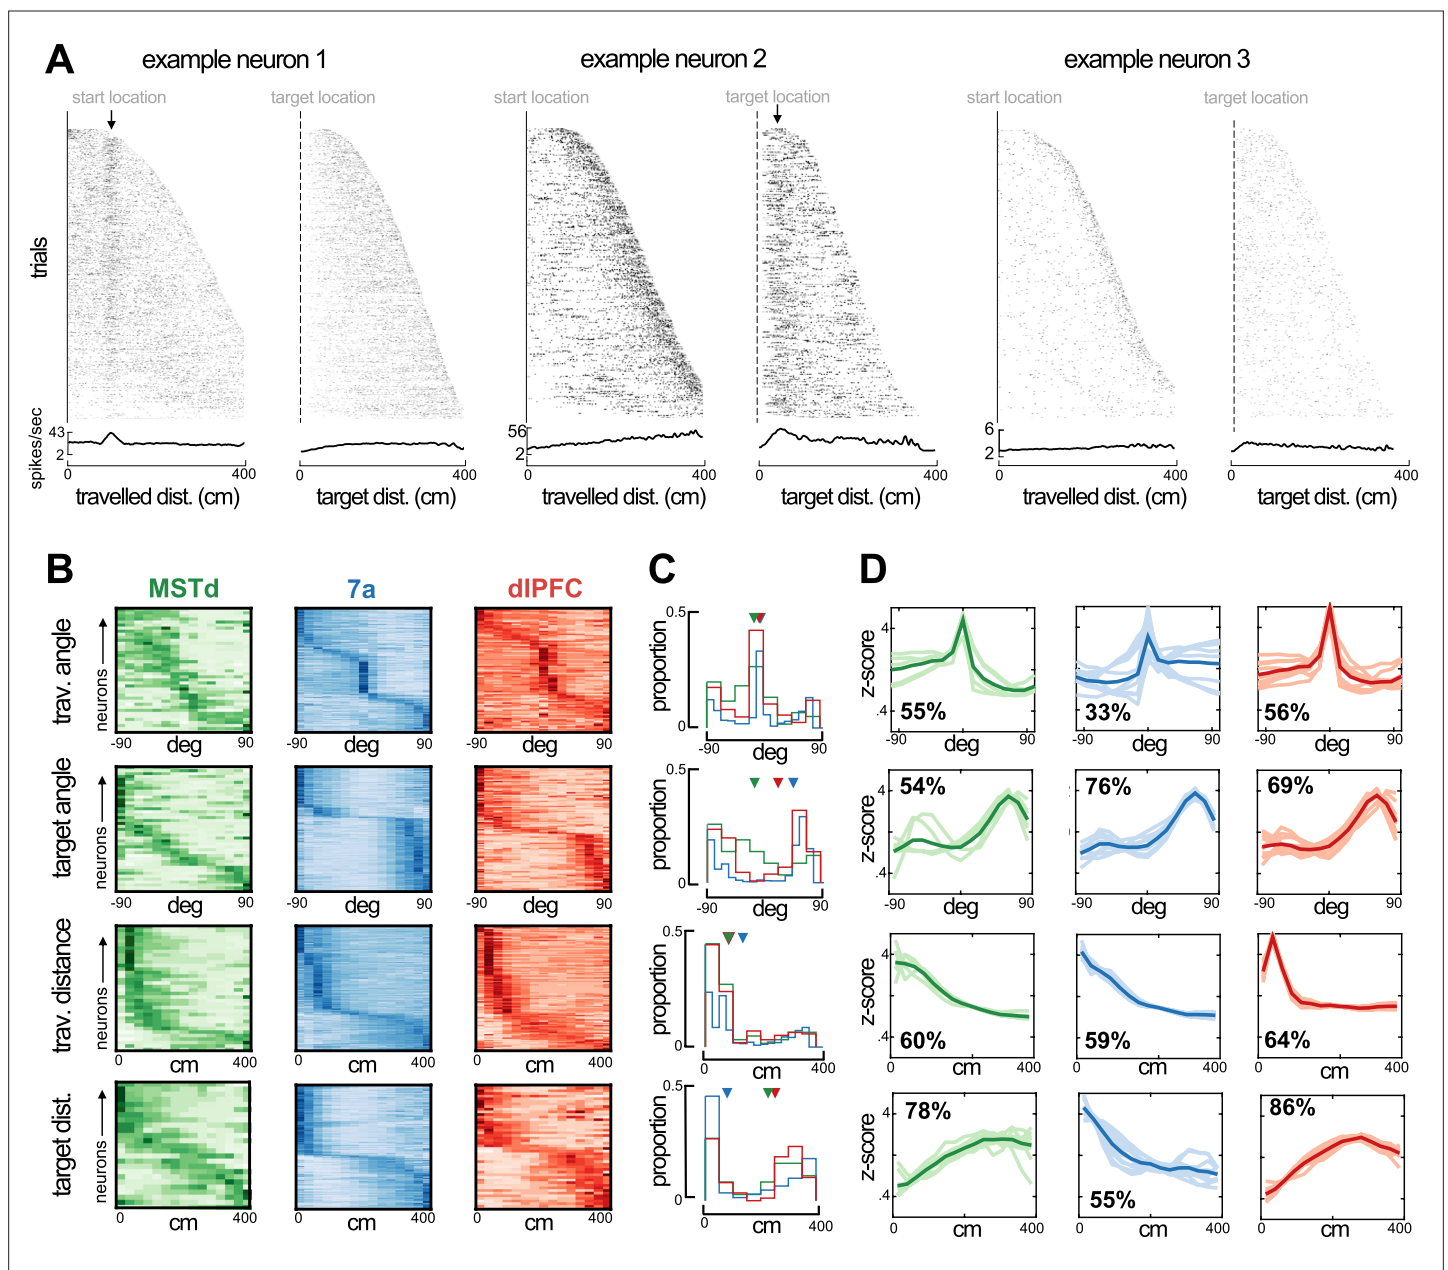 A
example neuron 1
example neuron 2
example neuron 3
start location
target location
start location
target location
start location
target location
trials
spikes/sec
43
2
56
2
6
2
0
400
0
400
0
400
0
400
0
400
0
400
travelled dist. (cm)
target dist. (cm)
travelled dist. (cm)
target dist. (cm)
travelled dist. (cm)
target dist. (cm)
B
MSTd
7a
dlPFC
C
D
trav. angle
neurons
-90
deg
90
-90
deg
90
-90
deg
90
0.5
proportion
0
-90
deg
90
4
z-score
.4
55%
-90
deg
90
33%
-90
deg
90
56%
-90
deg
90
target angle
neurons
-90
deg
90
-90
deg
90
-90
deg
90
0.5
proportion
0
-90
deg
90
4
z-score
.4
54%
-90
deg
90
76%
-90
deg
90
69%
-90
deg
90
trav. distance
neurons
0
cm
400
0
cm
400
0
cm
400
0.5
proportion
0
0
cm
400
4
z-score
.4
60%
0
cm
400
59%
0
cm
400
64%
0
cm
400
target dist.
neurons
0
cm
400
0
cm
400
0
cm
400
0.5
proportion
0
0
cm
400
4
z-score
.4
78%
0
cm
400
55%
0
cm
400
86%
0
cm
400